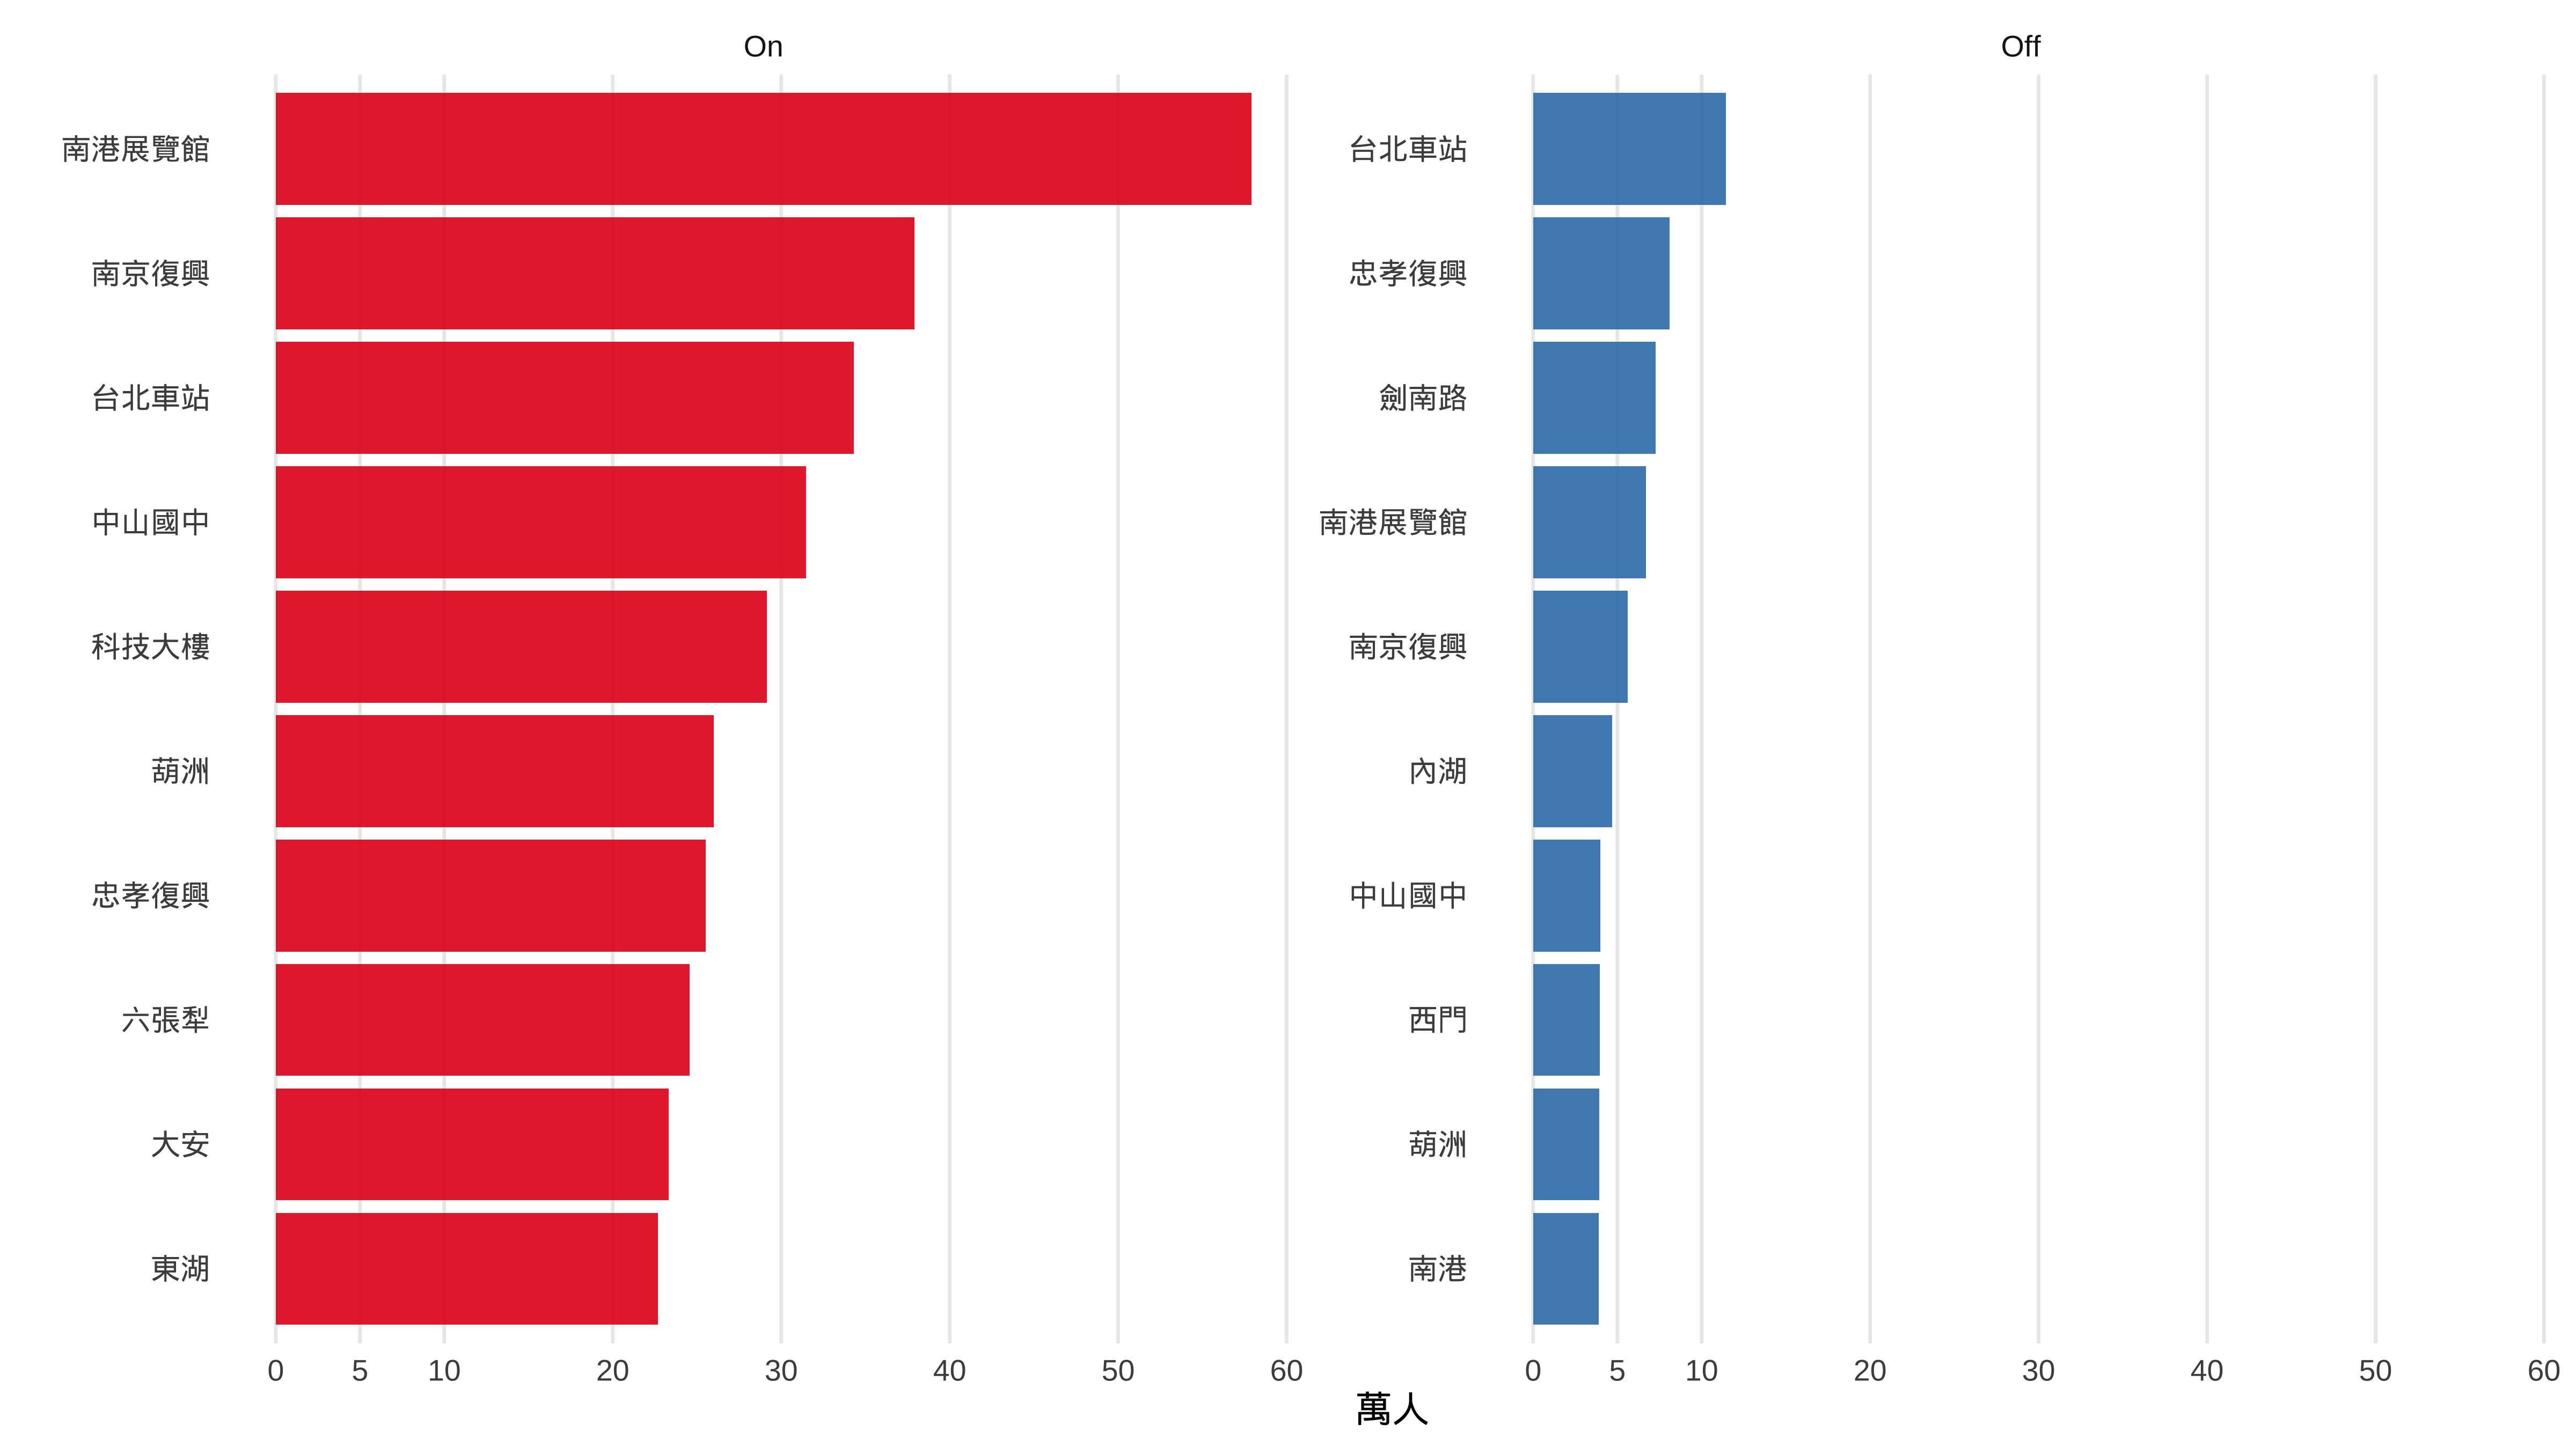 On
南港展覽館
南京復興
台北車站
中山國中
科技大樓
葫洲
忠孝復興
六張犁
大安
東湖
0 5 10 20 30 40 50 60
Off
台北車站
忠孝復興
劍南路
南港展覽館
南京復興
內湖
中山國中
西門
葫洲
南港
0 5 10 20 30 40 50 60
萬人